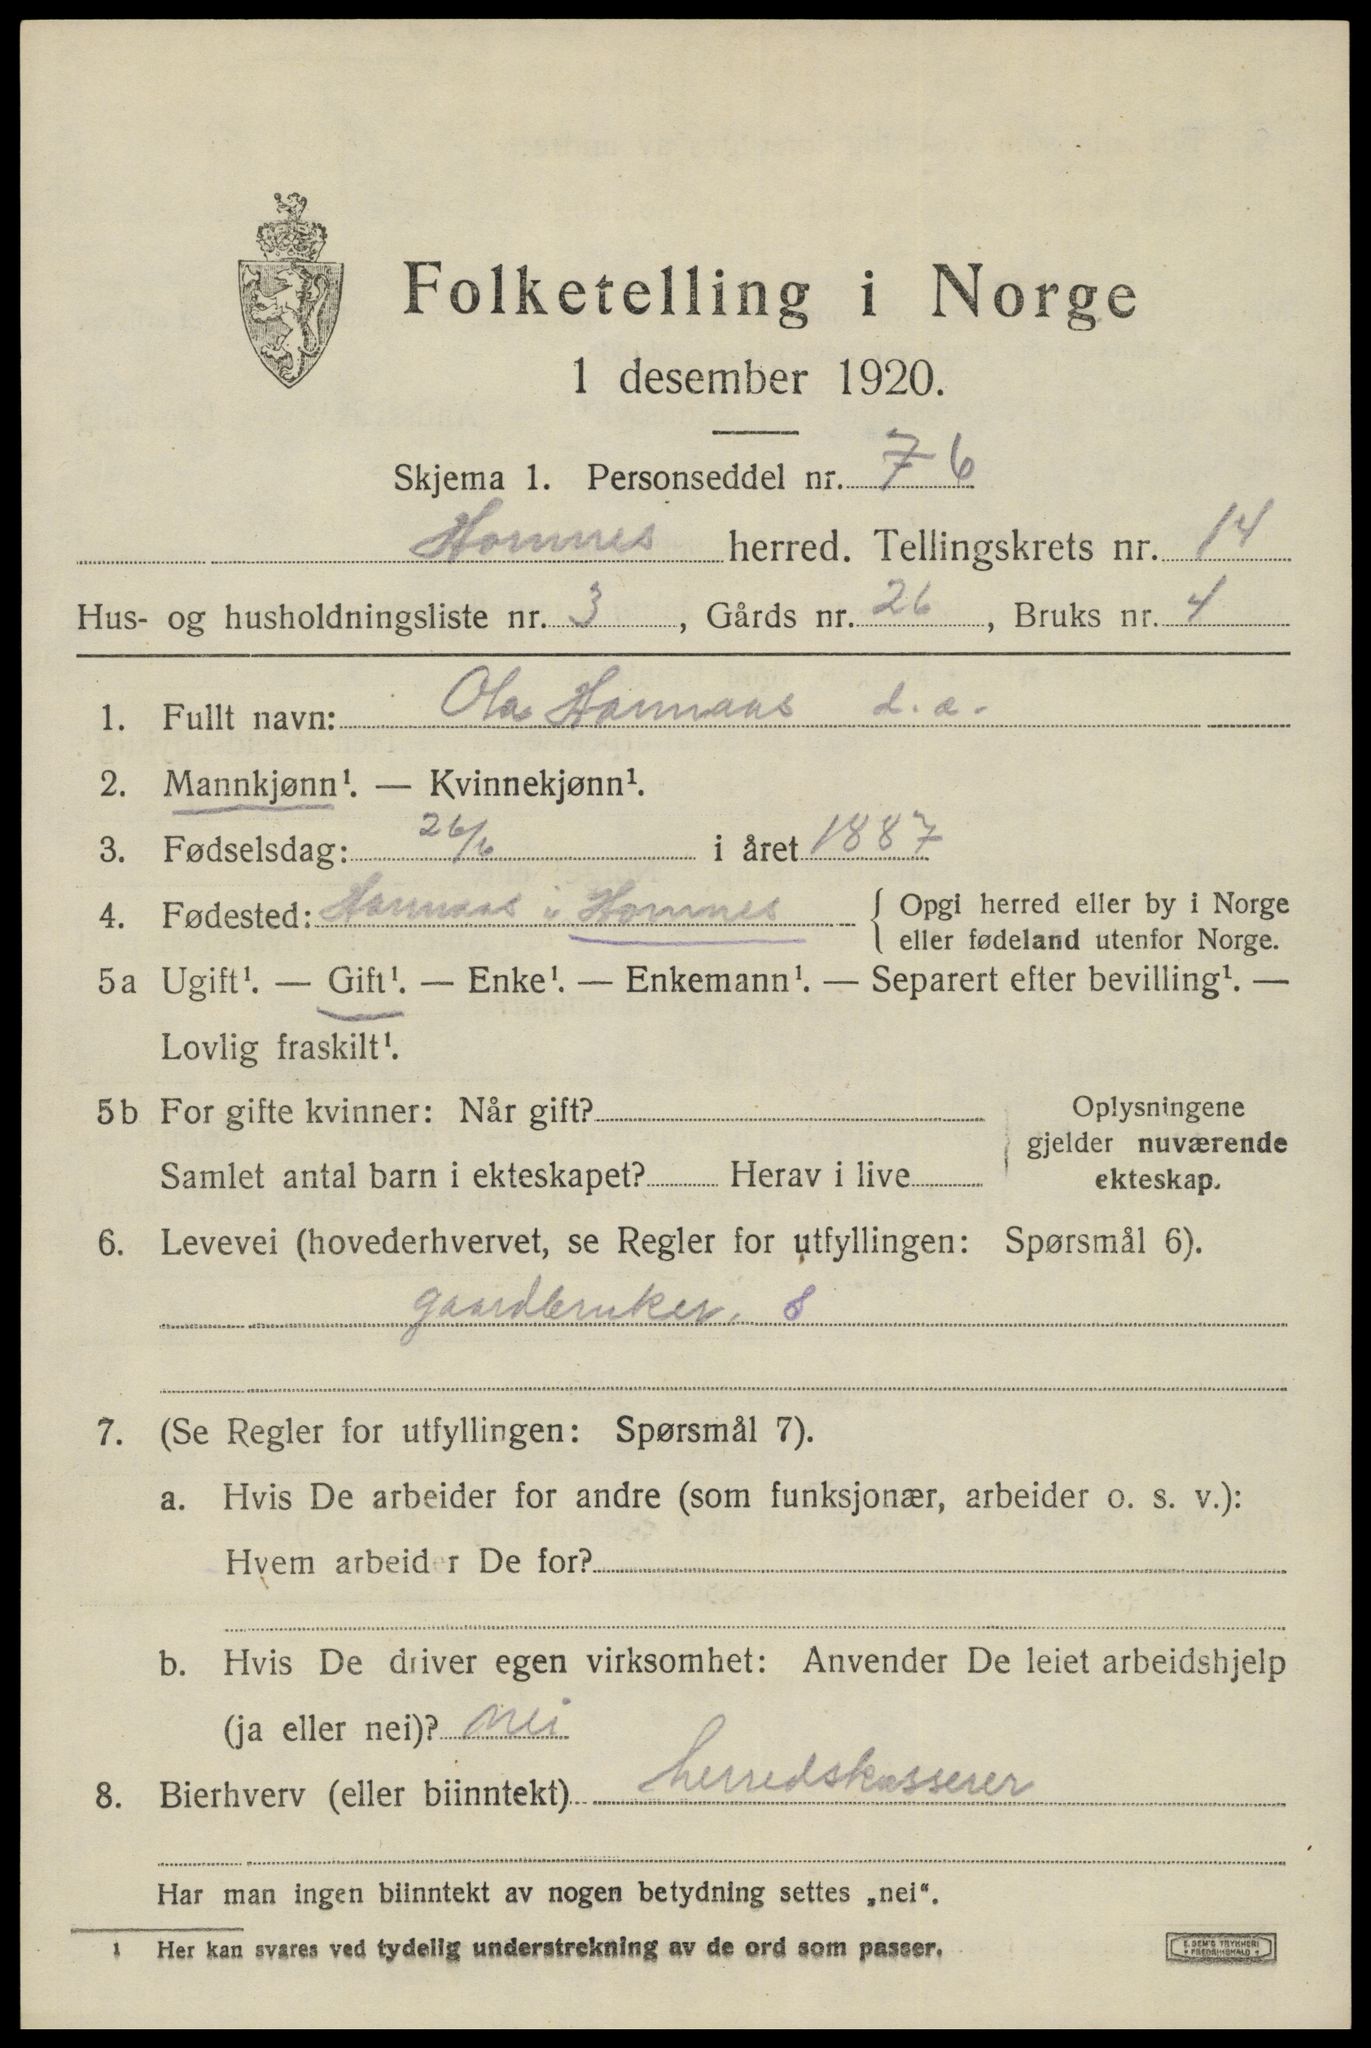 Folketelling i Norge
1 desember 1920.
Skjema 1. Personseddel nr. 76
Hornnes herred. Tellingskrets nr. 14
Hus- og husholdningsliste nr. 3, Gårds nr. 26, Bruks nr. 4
1. Fullt navn: Ola d. e.
2. Mannkjønn¹. — Kvinnekjønn¹.
3. Fødselsdag: 26/6 i året 1887
4. Fødested: i Hornnes { Opgi herred eller by i Norge
eller fødeland utenfor Norge.
5a Ugift¹. — Gift¹. — Enke¹. — Enkemann¹. — Separert efter bevilling¹. —
Lovlig fraskilt¹.
5b For gifte kvinner: Når gift? Oplysningene
gjelder nuværende
Samlet antal barn i ekteskapet? Herav i live ekteskap.
6. Levevei (hovederhvervet, se Regler for utfyllingen: Spørsmål 6).
gaardbruker. 8
7. (Se Regler for utfyllingen: Spørsmål 7).
a. Hvis De arbeider for andre (som funksjonær, arbeider o. s. v.):
Hvem arbeider De for?
b. Hvis De driver egen virksomhet: Anvender De leiet arbeidshjelp
(ja eller nei)? nei
8. Bierhverv (eller biinntekt) herredskasserer
Har man ingen biinntekt av nogen betydning settes „nei“.
1 Her kan svares ved tydelig understrekning av de ord som passer.
E. SEM'S TRYKKERI
FREDRIKSHALD